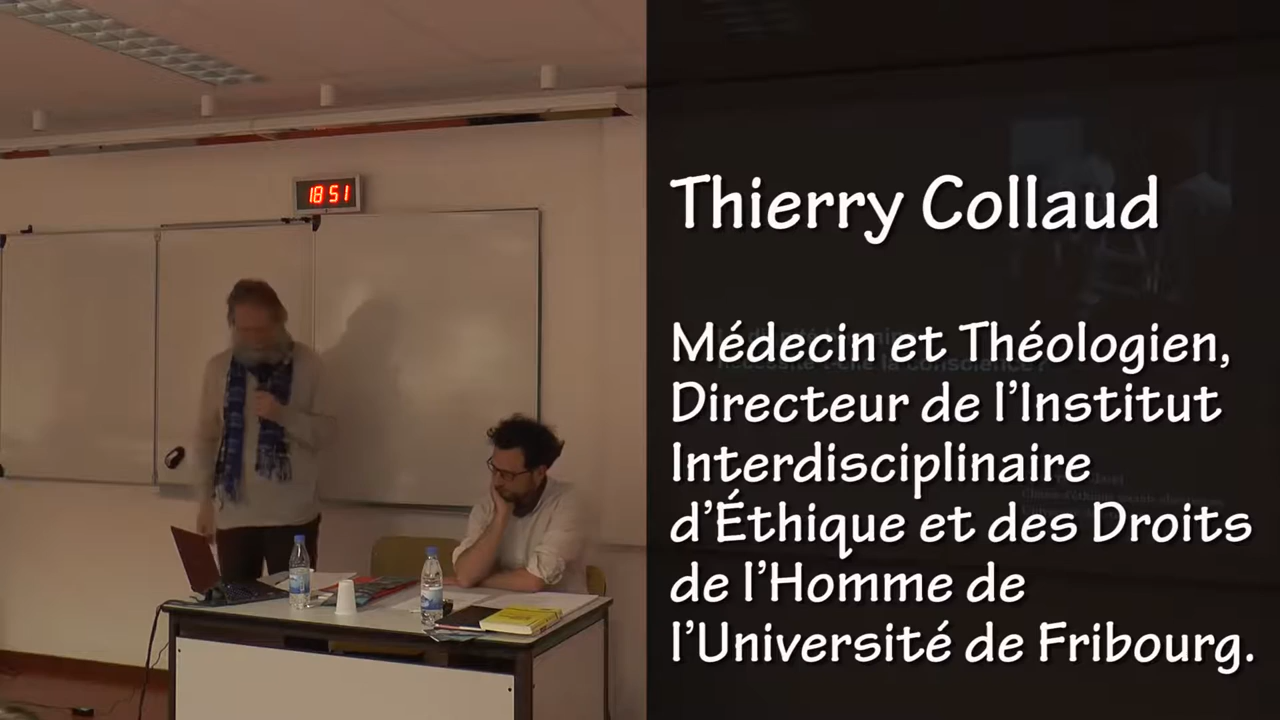 18 51
Thierry Collaud
Médecin et Théologien,
Directeur de l'Institut
Interdisciplinaire
d'Éthique et des Droits
de l'Homme de
l'Université de Fribourg.